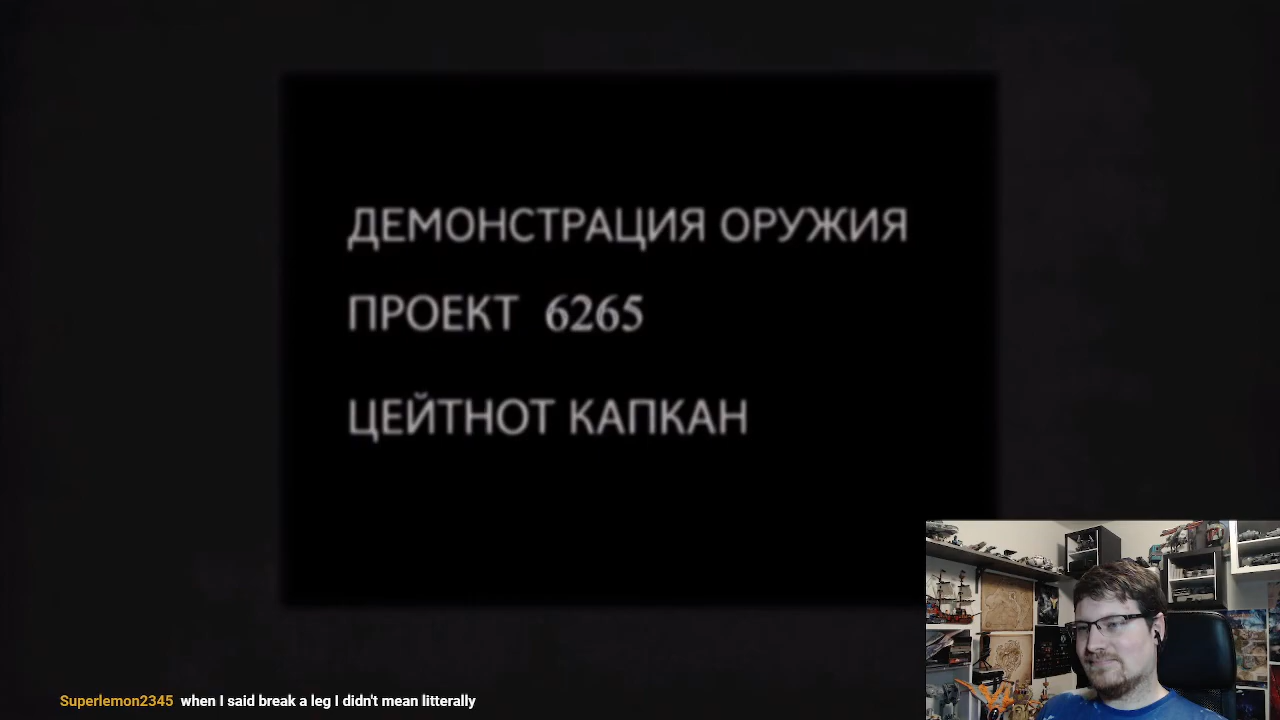 ДЕМОНСТРАЦИЯ ОРУЖИЯ
ПРОЕКТ 6265
ЦЕЙТНОТ КАПКАН
Superlemon2345 when I said break a leg I didn't mean litterally